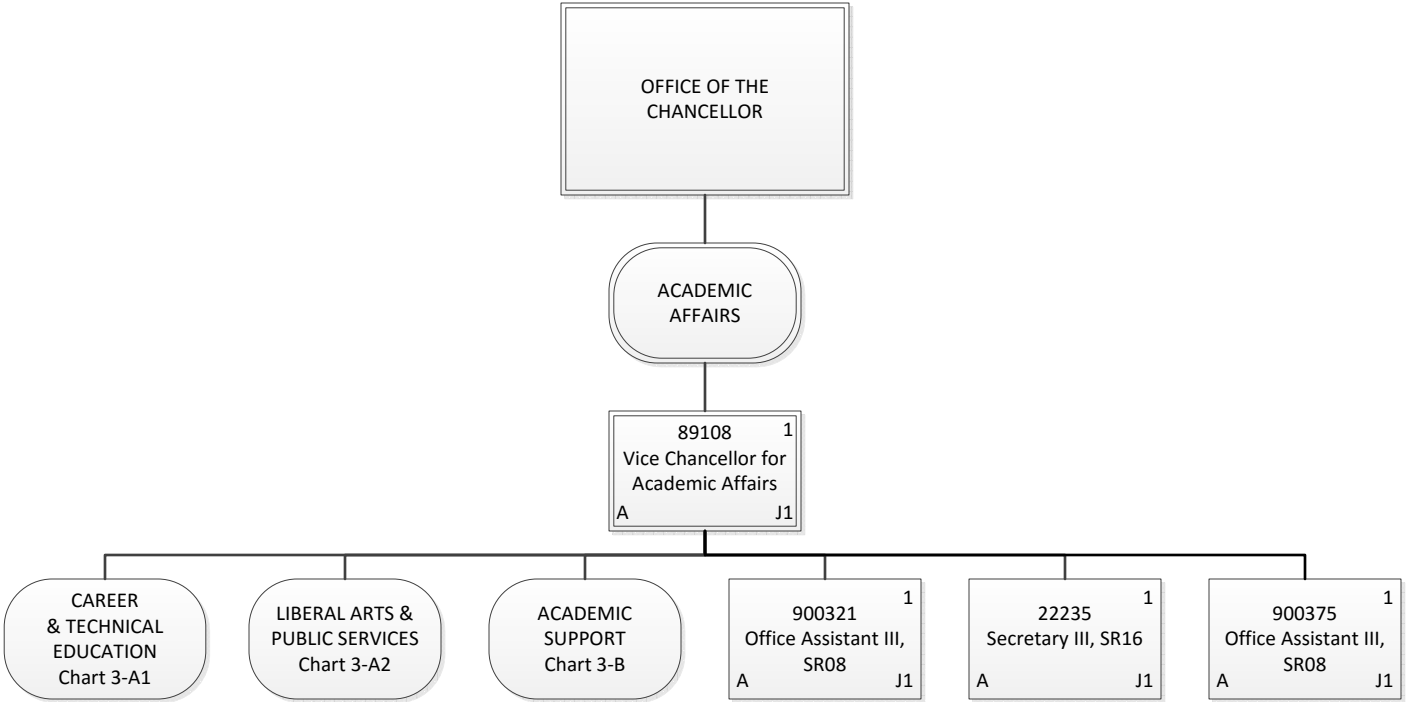 OFFICE OF THE
CHANCELLOR
ACADEMIC
AFFAIRS
89108 1
Vice Chancellor for
Academic Affairs
A J1
CAREER
& TECHNICAL
EDUCATION
Chart 3-A1
LIBERAL ARTS &
PUBLIC SERVICES
Chart 3-A2
ACADEMIC
SUPPORT
Chart 3-B
1
900321
Office Assistant III,
SR08
A J1
1
22235
Secretary III, SR16
A J1
1
900375
Office Assistant III,
SR08
A J1